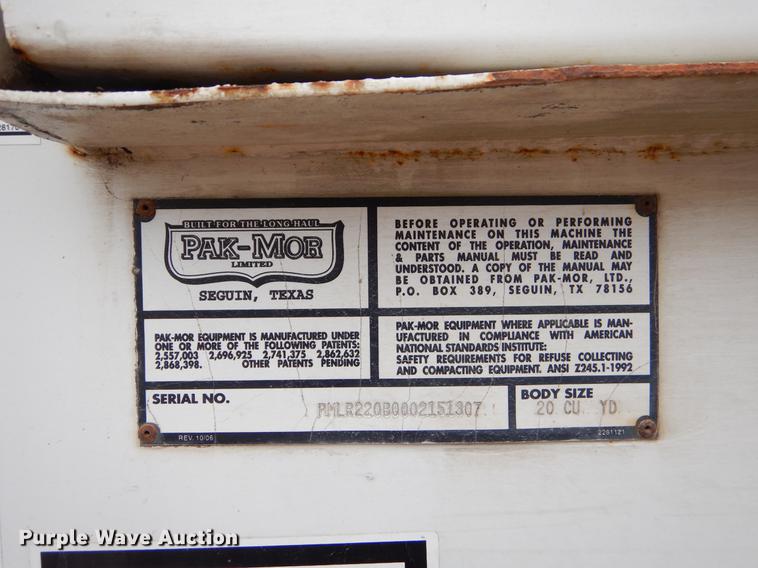 28170
BUILT-FOR-THE-LONG-HAUL
PAK-MOR
LIMITED
SEGUIN, TEXAS
BEFORE OPERATING OR PERFORMING
MAINTENANCE ON THIS MACHINE THE
CONTENT OF THE OPERATION, MAINTENANCE
& PARTS MANUAL MUST BE READ AND
UNDERSTOOD. A COPY OF THE MANUAL MAY
BE OBTAINED FROM PAK-MOR, LTD.,
P.O. BOX 389, SEGUIN, TX 78156
PAK-MOR EQUIPMENT IS MANUFACTURED UNDER
ONE OR MORE OF THE FOLLOWING PATENTS:
2,557,003 2,696,925 2,741,375 2,862,632
2,868,398. OTHER PATENTS PENDING
PAK-MOR EQUIPMENT WHERE APPLICABLE IS MAN-
UFACTURED IN COMPLIANCE WITH AMERICAN
NATIONAL STANDARDS INSTITUTE:
SAFETY REQUIREMENTS FOR REFUSE COLLECTING
AND COMPACTING EQUIPMENT. ANSI Z245.1-1992
SERIAL NO. PMLR220B0002151307
BODY SIZE
20 CU YD
REV. 10/06
2281121
Purple Wave Auction